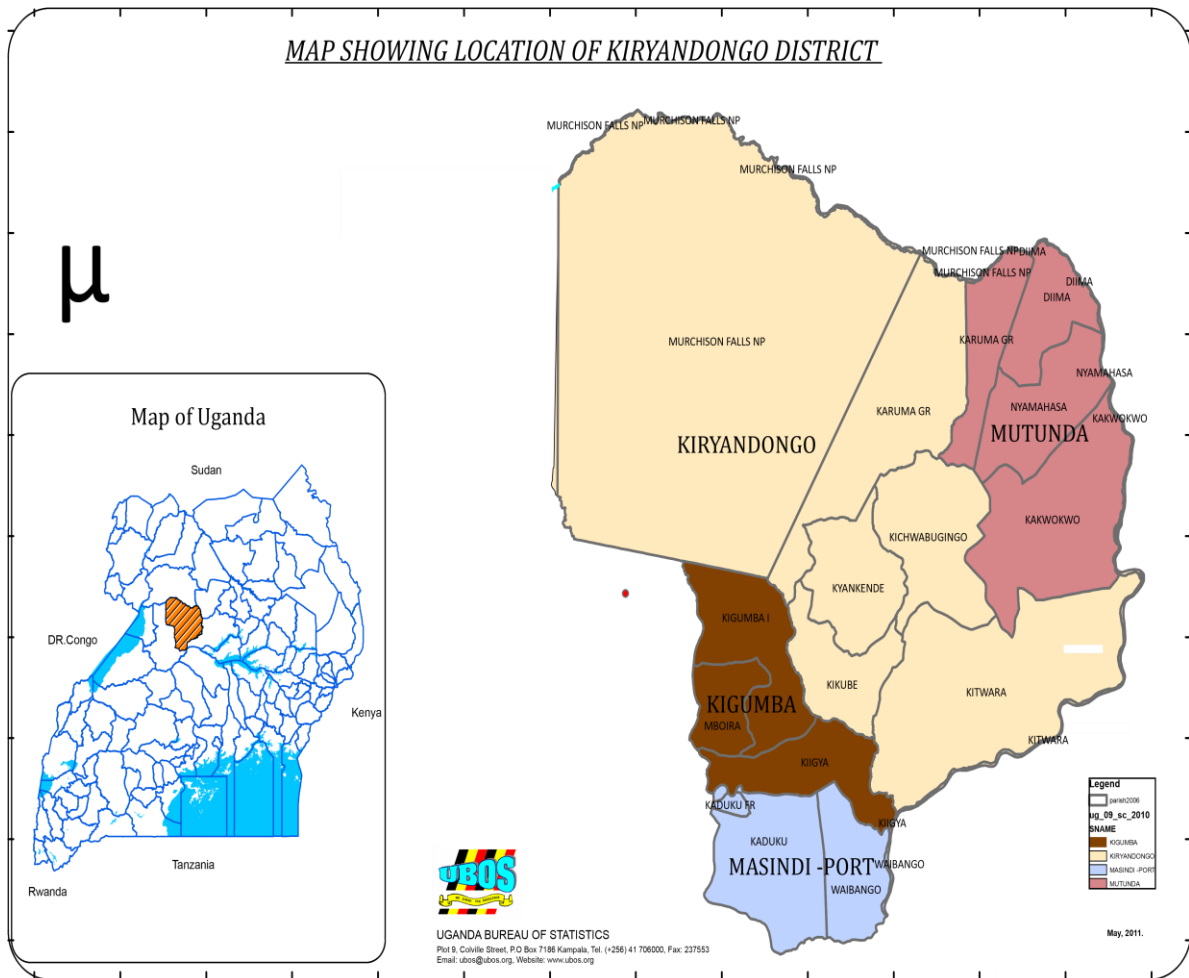 MAP SHOWING LOCATION OF KIRYANDONGO DISTRICT
MURCHISON FALLS NP
MURCHISON FALLS NP
MURCHISON FALLS NP
µ
MURCHISON FALLS NP
DIIMA
MURCHISON FALLS NP
DIIMA
DIIMA
MURCHISON FALLS NP
KARUMA GR
NYAMAHASA
NYAMAHASA
KARUMA GR
KAKWOKWO
KIRYANDONGO
MUTUNDA
KAKWOKWO
KICHWABUGINGO
KYANKENDE
KIGUMBA I
KIKUBE
KITWARA
KIGUMBA
MBOIRA
KITWARA
KIIGYA
KADUKU FR
KIIGYA
KADUKU
MASINDI -PORT
WAIBANGO
WAIBANGO
Map of Uganda
Sudan
DR.Congo
Kenya
Tanzania
Rwanda
Legend
parish2006
ug_09_sc_2010
SNAME
KIGUMBA
KIRYANDONGO
MASINDI -PORT
MUTUNDA
UBOS
UGANDA BUREAU OF STATISTICS
Plot 9, Colville Street, P.O Box 7186 Kampala, Tel. (+256) 41 706000, Fax: 237553
Email: ubos@ubos.org, Website: www.ubos.org
May, 2011.